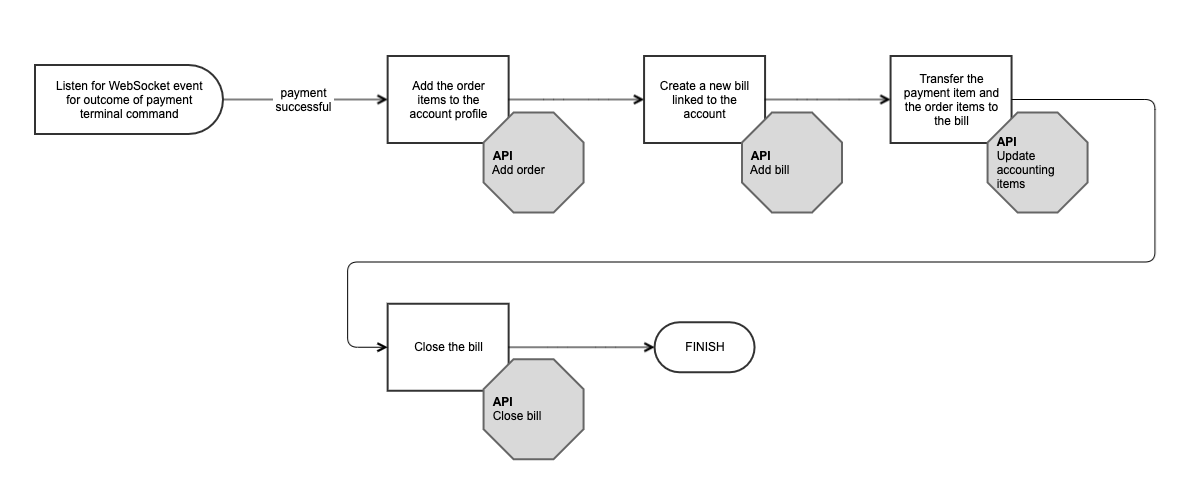 Listen for WebSocket event
for outcome of payment
terminal command
payment
successful
Add the order
items to the
account profile
API
Add order
Create a new bill
linked to the
account
API
Add bill
Transfer the
payment item and
the order items to
the bill
API
Update
accounting
items
Close the bill
API
Close bill
FINISH